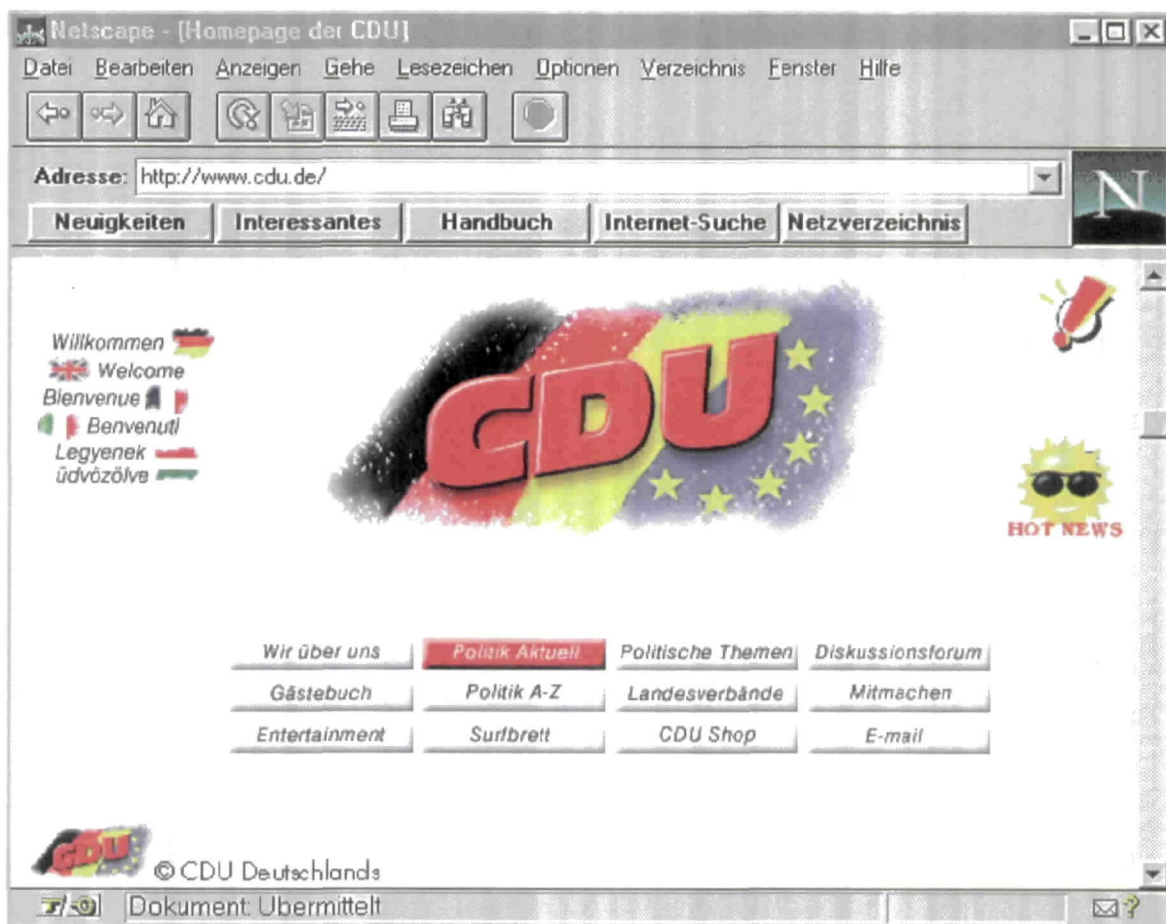 Netscape - [Homepage der CDU]
Datei Bearbeiten Anzeigen Gehe Lesezeichen Optionen Verzeichnis Fenster Hilfe
Adresse: http://www.cdu.de/
N
Neuigkeiten Interessantes Handbuch Internet-Suche Netzverzeichnis
Willkommen
Welcome
Bienvenue
Benvenuti
Legyenek
üdvözölve
CDU
HOT NEWS
Wir über uns Politik Aktuell Politische Themen Diskussionsforum
Gästebuch Politik A-Z Landesverbände Mitmachen
Entertainment Surfbrett CDU Shop E-mail
CDU © CDU Deutschlands
Dokument: Übermittelt